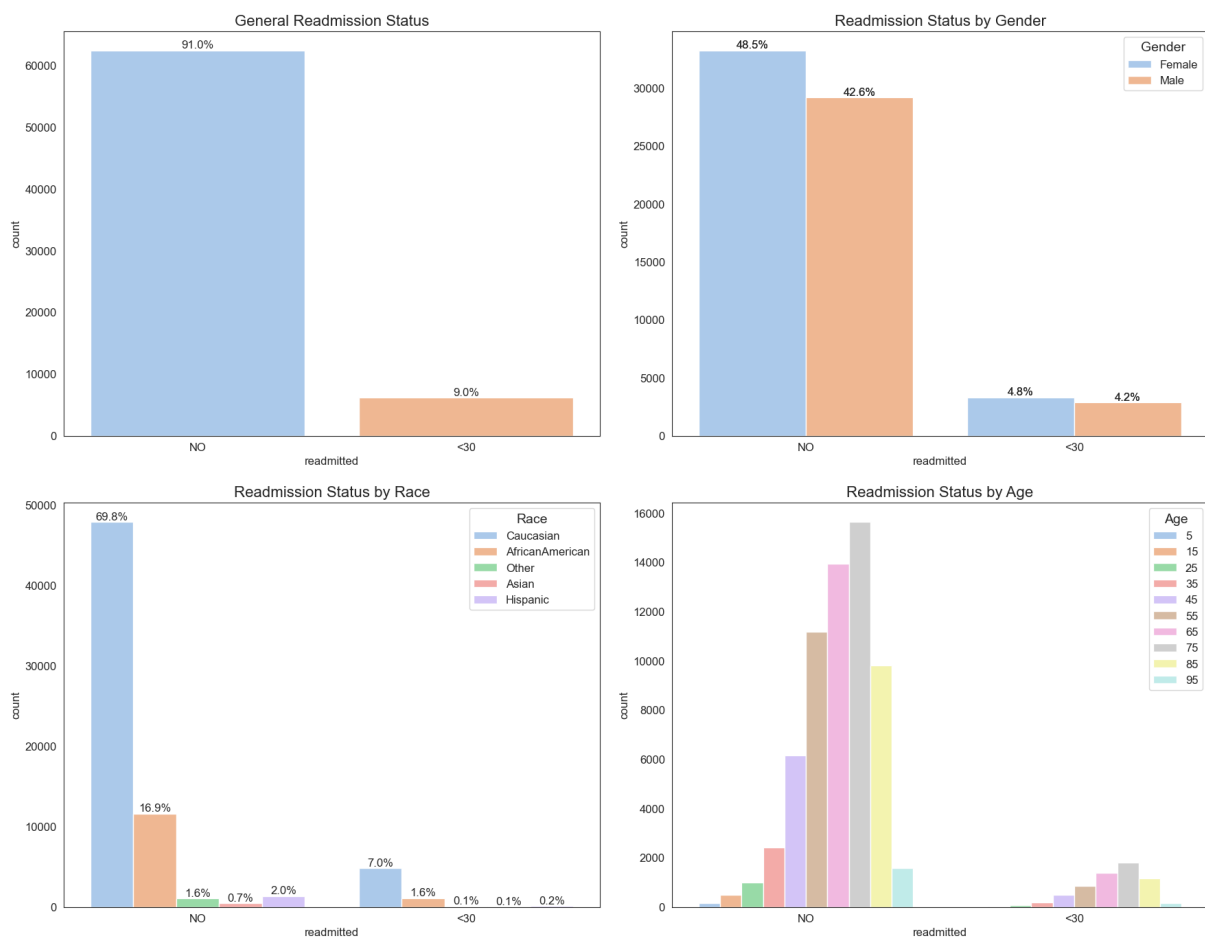 General Readmission Status
91.0%
9.0%
60000
50000
40000
30000
20000
10000
0
count
NO
<30
readmitted
Readmission Status by Gender
Gender
Female
Male
48.5%
42.6%
4.8%
4.2%
30000
25000
20000
15000
10000
5000
0
count
NO
<30
readmitted
Readmission Status by Race
Race
Caucasian
AfricanAmerican
Other
Asian
Hispanic
69.8%
16.9%
1.6%
0.7%
2.0%
7.0%
1.6%
0.1%
0.1%
0.2%
50000
40000
30000
20000
10000
0
count
NO
<30
readmitted
Readmission Status by Age
Age
5
15
25
35
45
55
65
75
85
95
16000
14000
12000
10000
8000
6000
4000
2000
0
count
NO
<30
readmitted